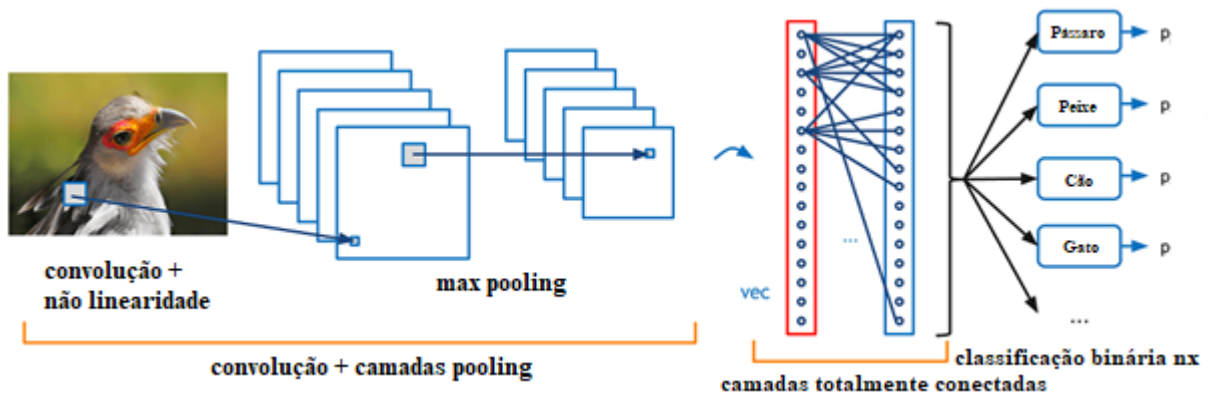 convolução +
não linearidade
max pooling
convolução + camadas pooling
vec
...
camadas totalmente conectadas
Pássaro
p
Peixe
p
Cão
p
Gato
p
...
classificação binária nx